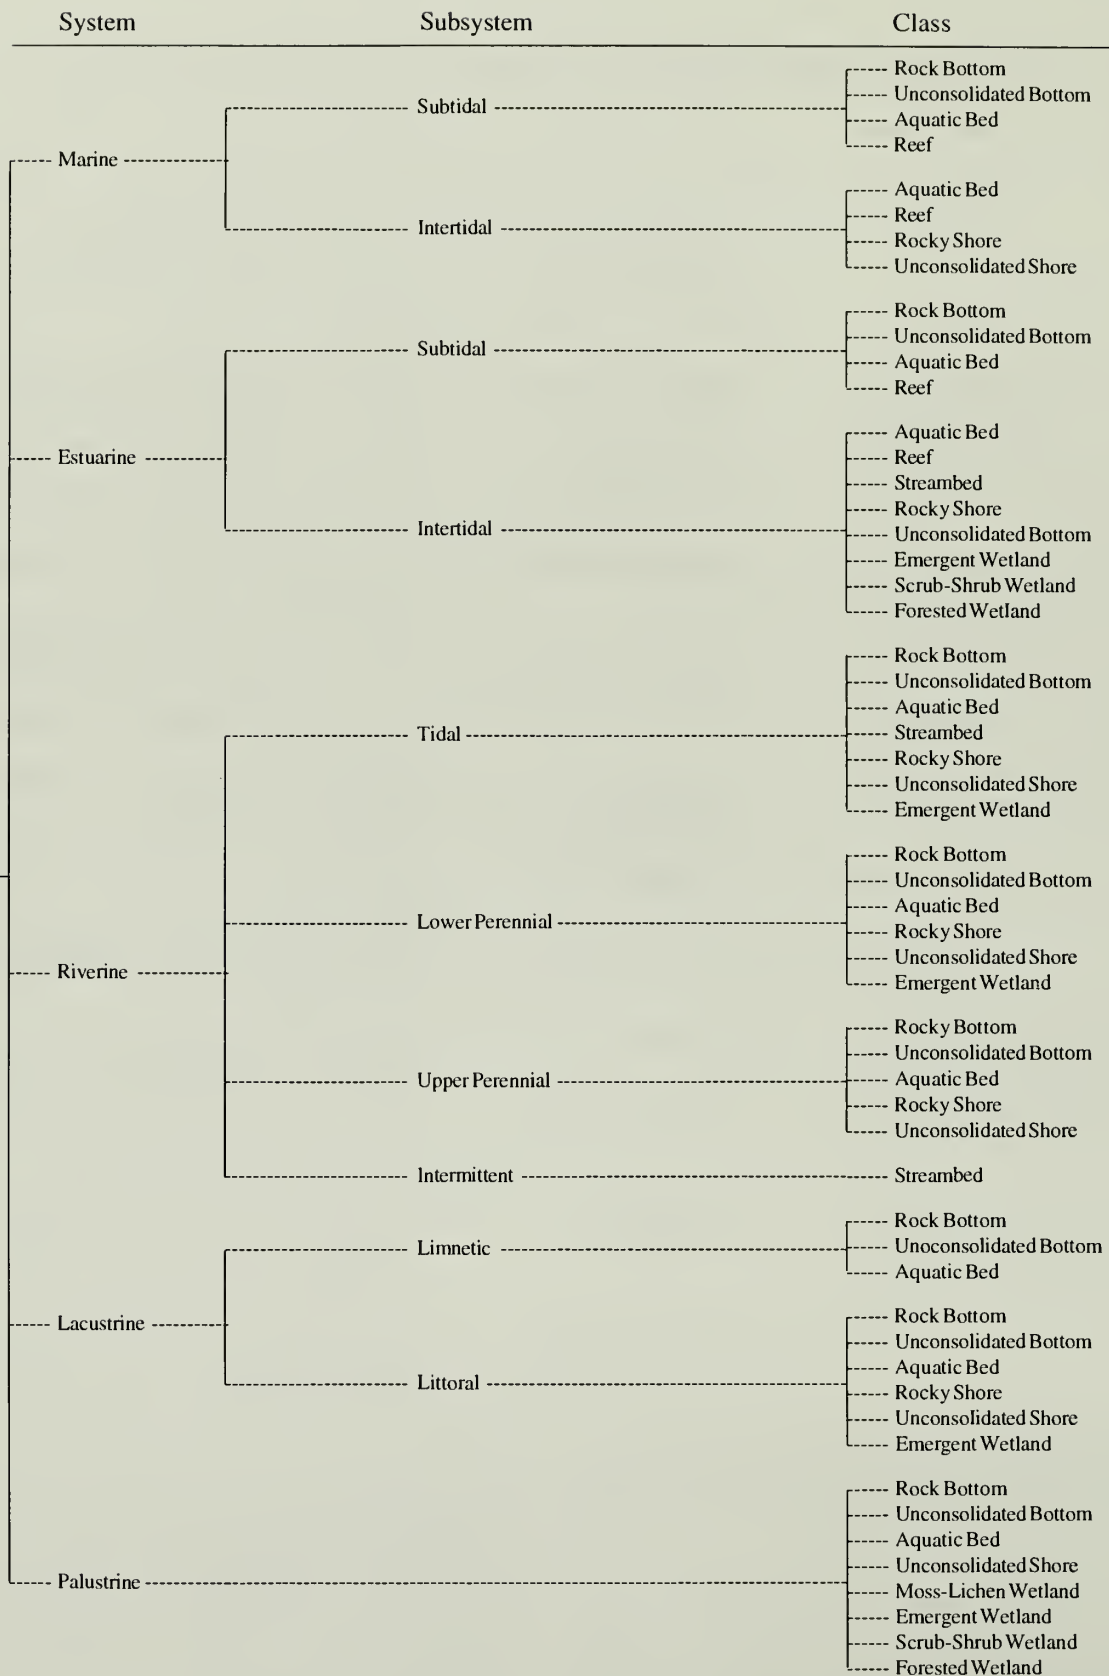 System Subsystem Class
Rock Bottom
Unconsolidated Bottom
Subtidal
Aquatic Bed
Reef
Marine
Aquatic Bed
Reef
Intertidal
Rocky Shore
Unconsolidated Shore
Rock Bottom
Unconsolidated Bottom
Subtidal
Aquatic Bed
Reef
Aquatic Bed
Estuarine Reef
Streambed
Rocky Shore
Intertidal
Unconsolidated Bottom
Emergent Wetland
Scrub-Shrub Wetland
Forested Wetland
Rock Bottom
Unconsolidated Bottom
Aquatic Bed
Tidal Streambed
Rocky Shore
Unconsolidated Shore
Emergent Wetland
Rock Bottom
Unconsolidated Bottom
Aquatic Bed
Lower Perennial
Rocky Shore
Unconsolidated Shore
Riverine
Emergent Wetland
Rocky Bottom
Unconsolidated Bottom
Upper Perennial Aquatic Bed
Rocky Shore
Unconsolidated Shore
Intermittent Streambed
Rock Bottom
Limnetic Unoconsolidated Bottom
Aquatic Bed
Rock Bottom
Lacustrine
Unconsolidated Bottom
Aquatic Bed
Littoral
Rocky Shore
Unconsolidated Shore
Emergent Wetland
Rock Bottom
Unconsolidated Bottom
Aquatic Bed
Unconsolidated Shore
Palustrine
Moss-Lichen Wetland
Emergent Wetland
Scrub-Shrub Wetland
Forested Wetland